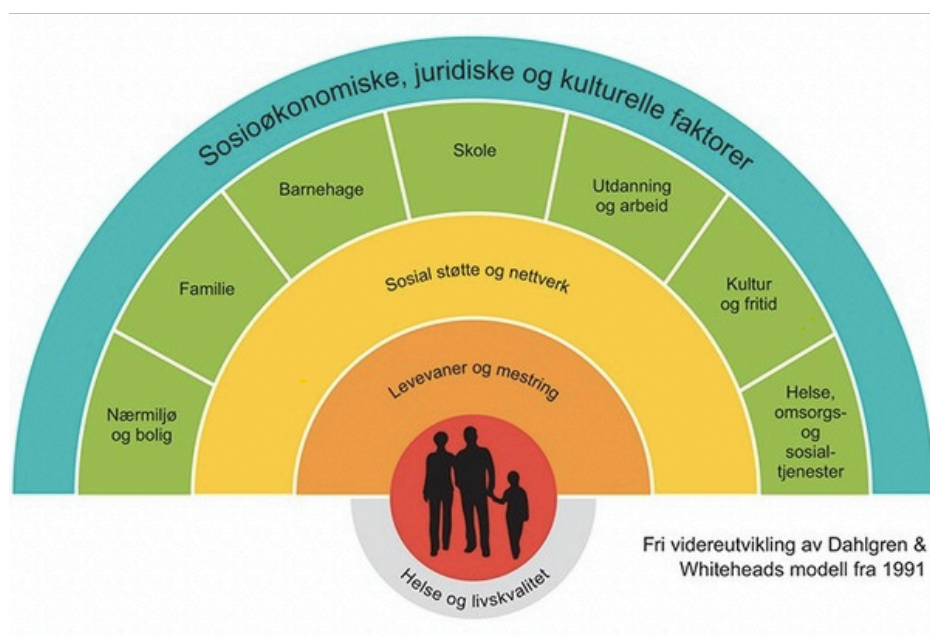 Sosioøkonomiske, juridiske og kulturelle faktorer
Skole
Barnehage
Utdanning
og arbeid
Familie
Kultur
og fritid
Nærmiljø
og bolig
Helse,
omsorgs-
og
sosial-
tjenester
Sosial støtte og nettverk
Levevaner og mestring
Helse og livskvalitet
Fri videreutvikling av Dahlgren &
Whiteheads modell fra 1991